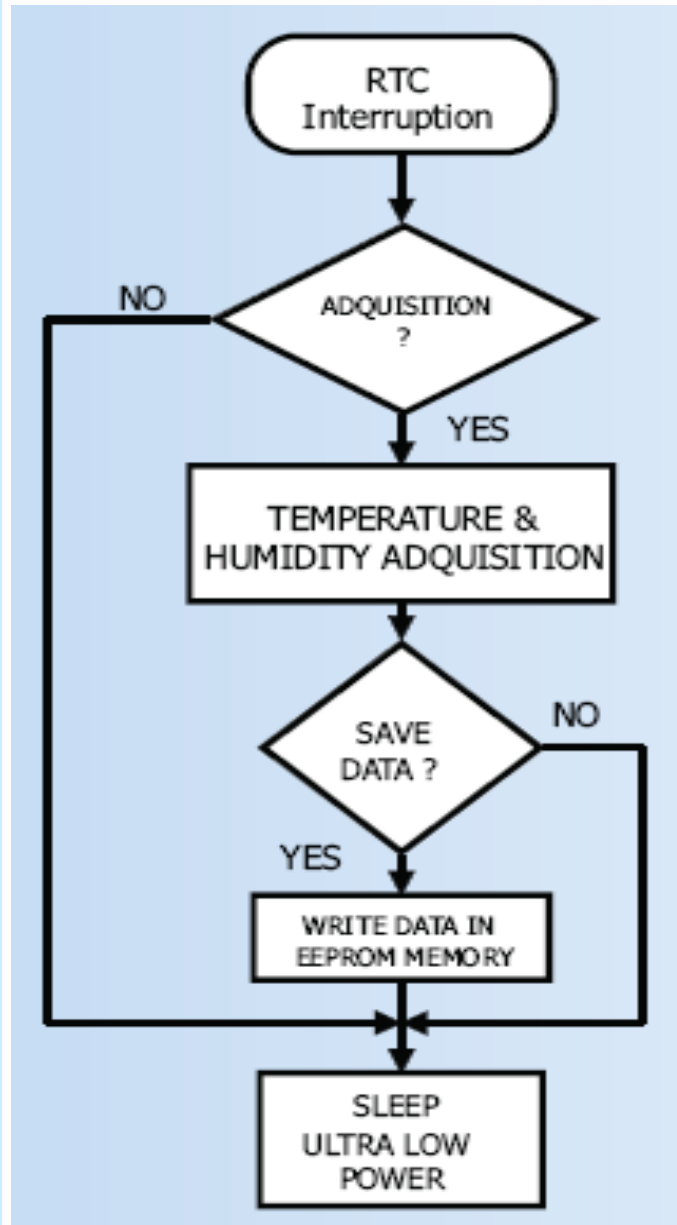 RTC
Interruption
NO
ADQUISITION
?
YES
TEMPERATURE &
HUMIDITY ADQUISITION
SAVE
DATA ?
NO
YES
WRITE DATA IN
EEPROM MEMORY
SLEEP
ULTRA LOW
POWER